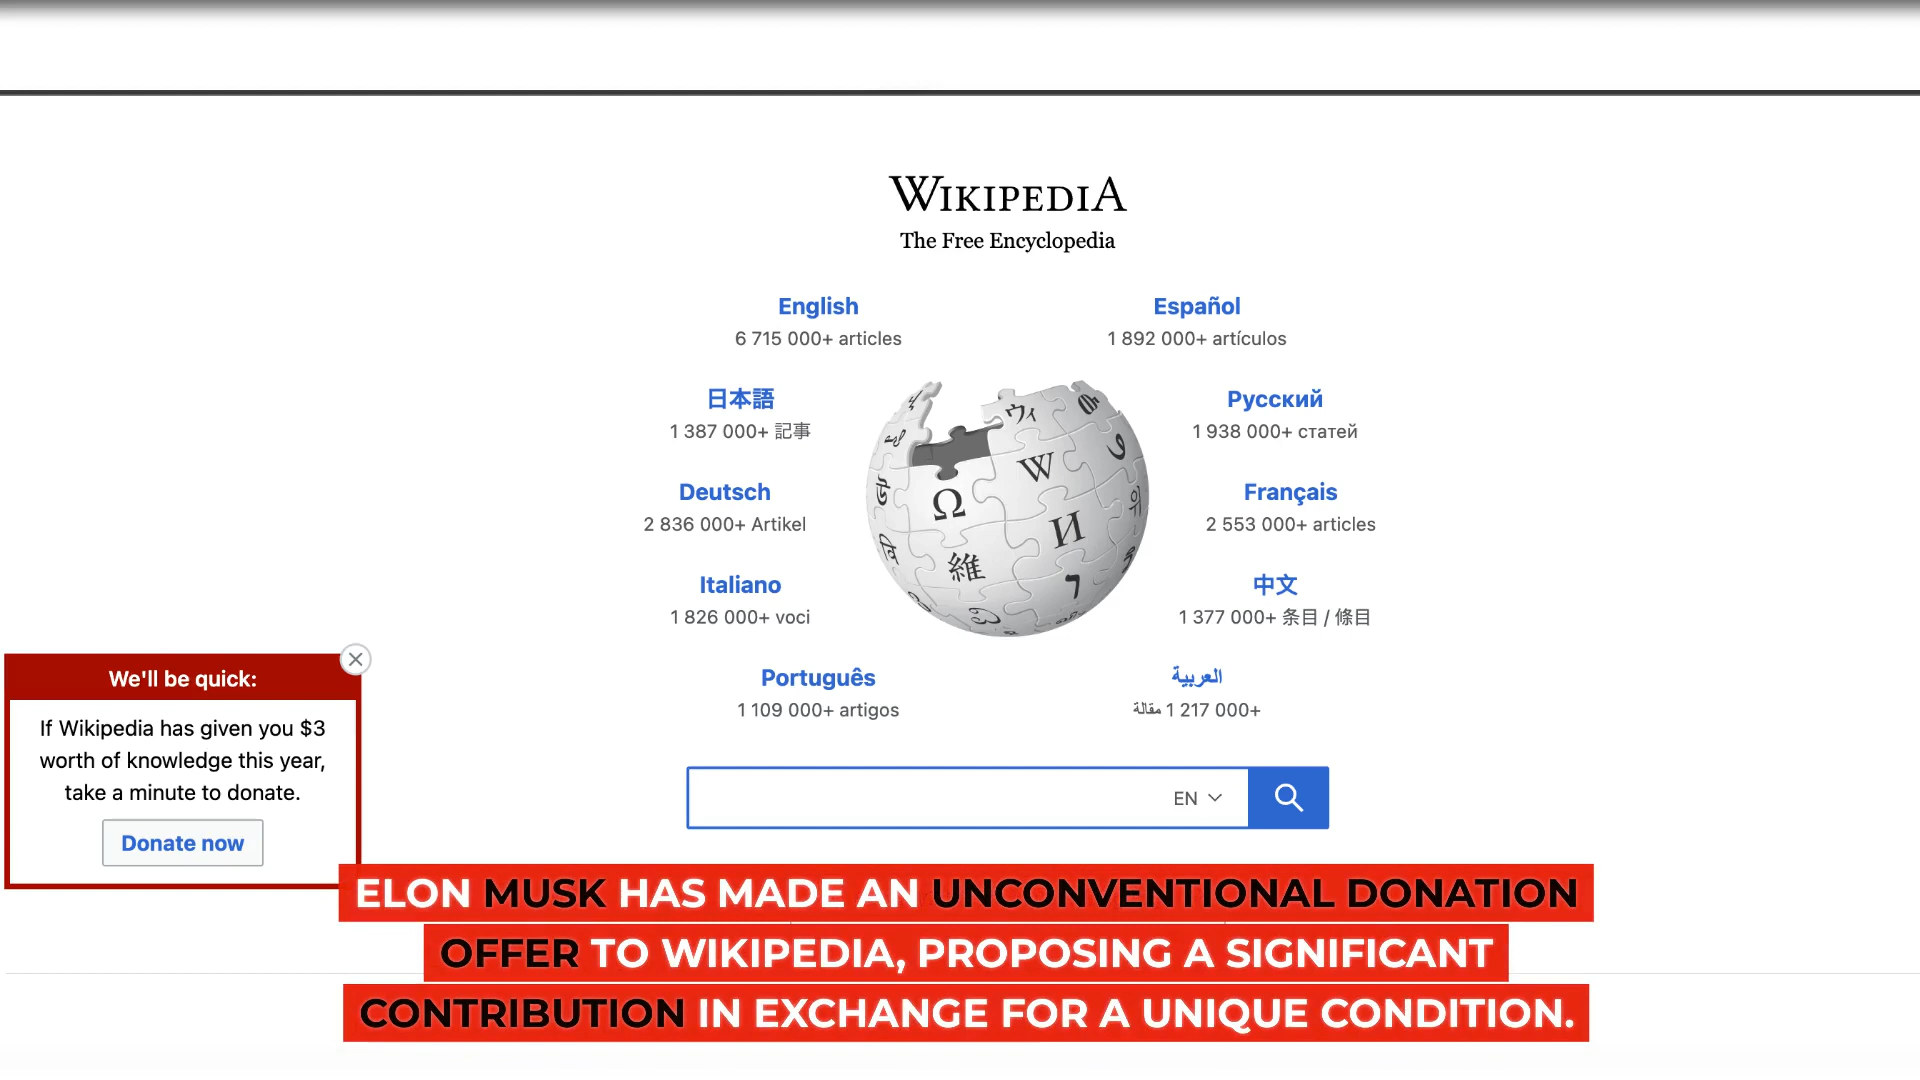 WIKIPEDIA
The Free Encyclopedia
English
6 715 000+ articles
Español
1 892 000+ artículos
日本語
1 387 000+ 記事
Русский
1 938 000+ статей
Deutsch
2 836 000+ Artikel
Français
2 553 000+ articles
Italiano
1 826 000+ voci
中文
1 377 000+ 条目 / 條目
Português
1 109 000+ artigos
العربية
1 217 000+ مقالة
Ω
W
И
維
ウィ
EN
We'll be quick:
If Wikipedia has given you $3
worth of knowledge this year,
take a minute to donate.
Donate now
ELON MUSK HAS MADE AN UNCONVENTIONAL DONATION
OFFER TO WIKIPEDIA, PROPOSING A SIGNIFICANT
CONTRIBUTION IN EXCHANGE FOR A UNIQUE CONDITION.